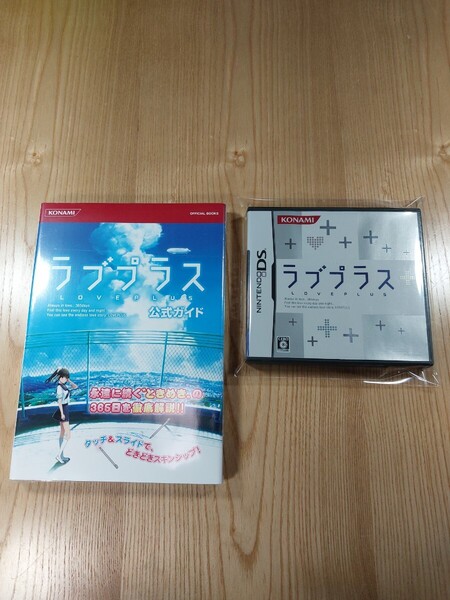 KONAMI
OFFICIAL BOOKS
ラブプラス
LOVEPLUS
公式ガイド
永遠に続く"ときめき"の
365日を徹底解説!!
タッチ&スライドで、
どきどきスキンシップ!
NINTENDO DS
KONAMI
ラブプラス
LOVEPLUS